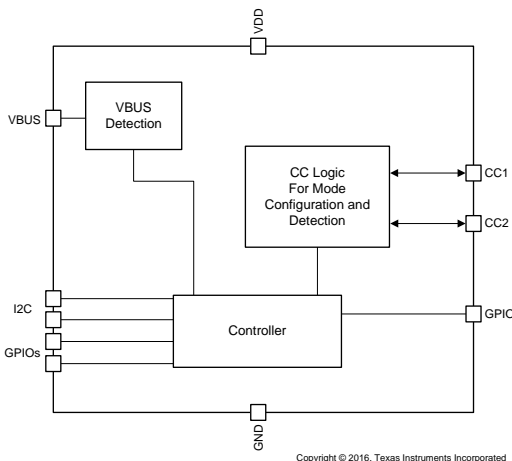 VDD
VBUS
Detection
VBUS
CC Logic
For Mode
Configuration and
Detection
CC1
CC2
I2C
GPIOs
Controller
GPIO
GND
Copyright © 2016, Texas Instruments Incorporated